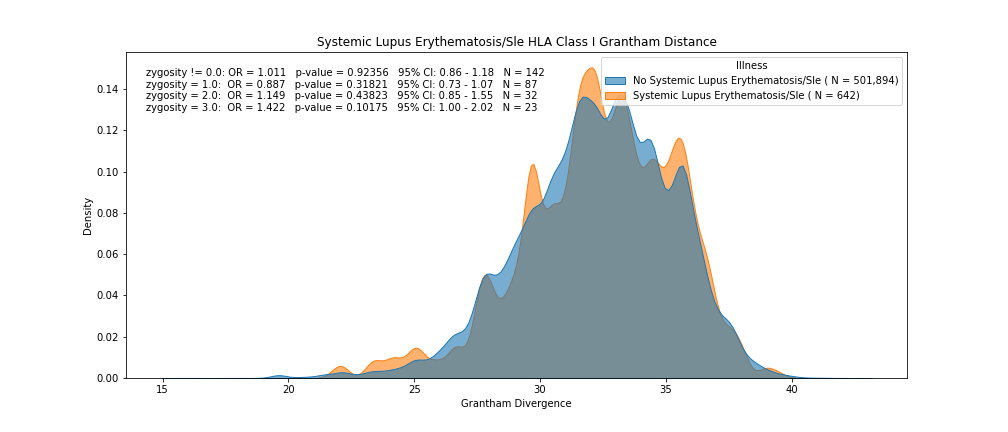 Systemic Lupus Erythematosus/Sle HLA Class I Grantham Distance
zygosity != 0.0: OR = 1.011 p-value = 0.92356 95% CI: 0.86 - 1.18 N = 142
zygosity = 1.0: OR = 0.887 p-value = 0.31821 95% CI: 0.73 - 1.07 N = 87
zygosity = 2.0: OR = 1.149 p-value = 0.43823 95% CI: 0.85 - 1.55 N = 32
zygosity = 3.0: OR = 1.422 p-value = 0.10175 95% CI: 1.00 - 2.02 N = 23
Illness
No Systemic Lupus Erythematosis/Sle ( N = 501,894)
Systemic Lupus Erythematosis/Sle ( N = 642)
0.14
0.12
0.10
0.08
0.06
0.04
0.02
0.00
Density
15 20 25 30 35 40
Grantham Divergence